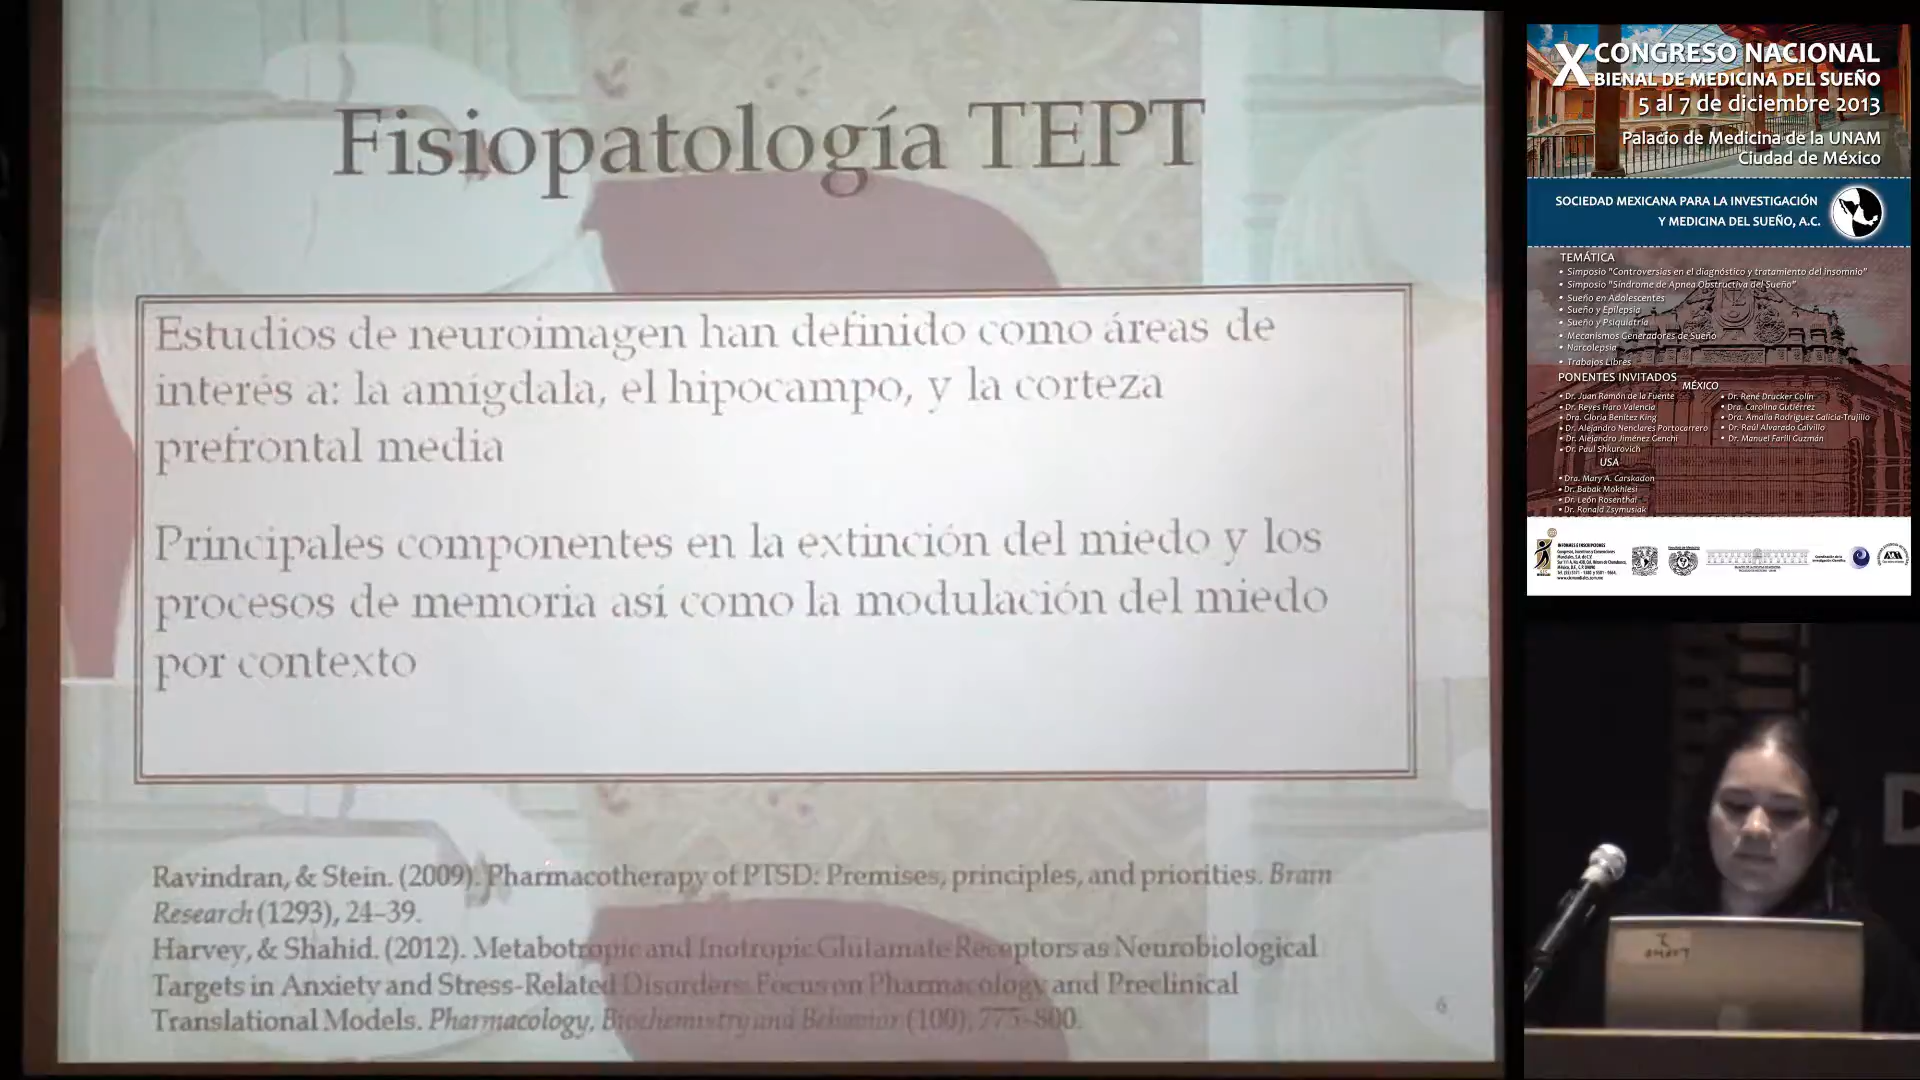 Fisiopatología TEPT
Estudios de neuroimagen han definido como áreas de
interés a: la amígdala, el hipocampo, y la corteza
prefrontal media
Principales componentes en la extinción del miedo y los
procesos de memoria así como la modulación del miedo
por contexto
Ravindran, & Stein. (2009). Pharmacotherapy of PTSD: Premises, principles, and priorities. Brain
Research (1293), 24–39.
Harvey, & Shahid. (2012). Metabotropic and Inotropic Glutamate Receptors as Neurobiological
Targets in Anxiety and Stress-Related Disorders: Focus on Pharmacology and Preclinical
Translational Models. Pharmacology, Biochemistry and Behavior (100), 775–800.
6
X CONGRESO NACIONAL
BIENAL DE MEDICINA DEL SUEÑO
5 al 7 de diciembre 2013
Palacio de Medicina de la UNAM
Ciudad de México
SOCIEDAD MEXICANA PARA LA INVESTIGACIÓN
Y MEDICINA DEL SUEÑO, A.C.
TEMÁTICA
• Simposio "Controversias en el diagnóstico y tratamiento del insomnio"
• Simposio "Síndrome de Apnea Obstructiva del Sueño"
• Sueño en Adolescentes
• Sueño y Epilepsia
• Sueño y Psiquiatría
• Mecanismos Generadores de Sueño
• Narcolepsia
• Trabajos Libres
PONENTES INVITADOS
MÉXICO
• Dr. Juan Ramón de la Fuente
• Dr. Reyes Haro Valencia
• Dra. Gloria Benítez King
• Dr. Alejandro Nenclares Portocarrero
• Dr. Alejandro Jiménez Genchi
• Dr. Paul Shkurovich
• Dr. René Drucker Colín
• Dra. Carolina Gutiérrez
• Dra. Amalia Rodríguez Galicia-Trujillo
• Dr. Raúl Alvarado Calvillo
• Dr. Manuel Farill Guzmán
USA
• Dra. Mary A. Carskadon
• Dr. Babak Mokhlesi
• Dr. León Rosenthal
• Dr. Ronald Zsymusiak
INFORMES E INSCRIPCIONES